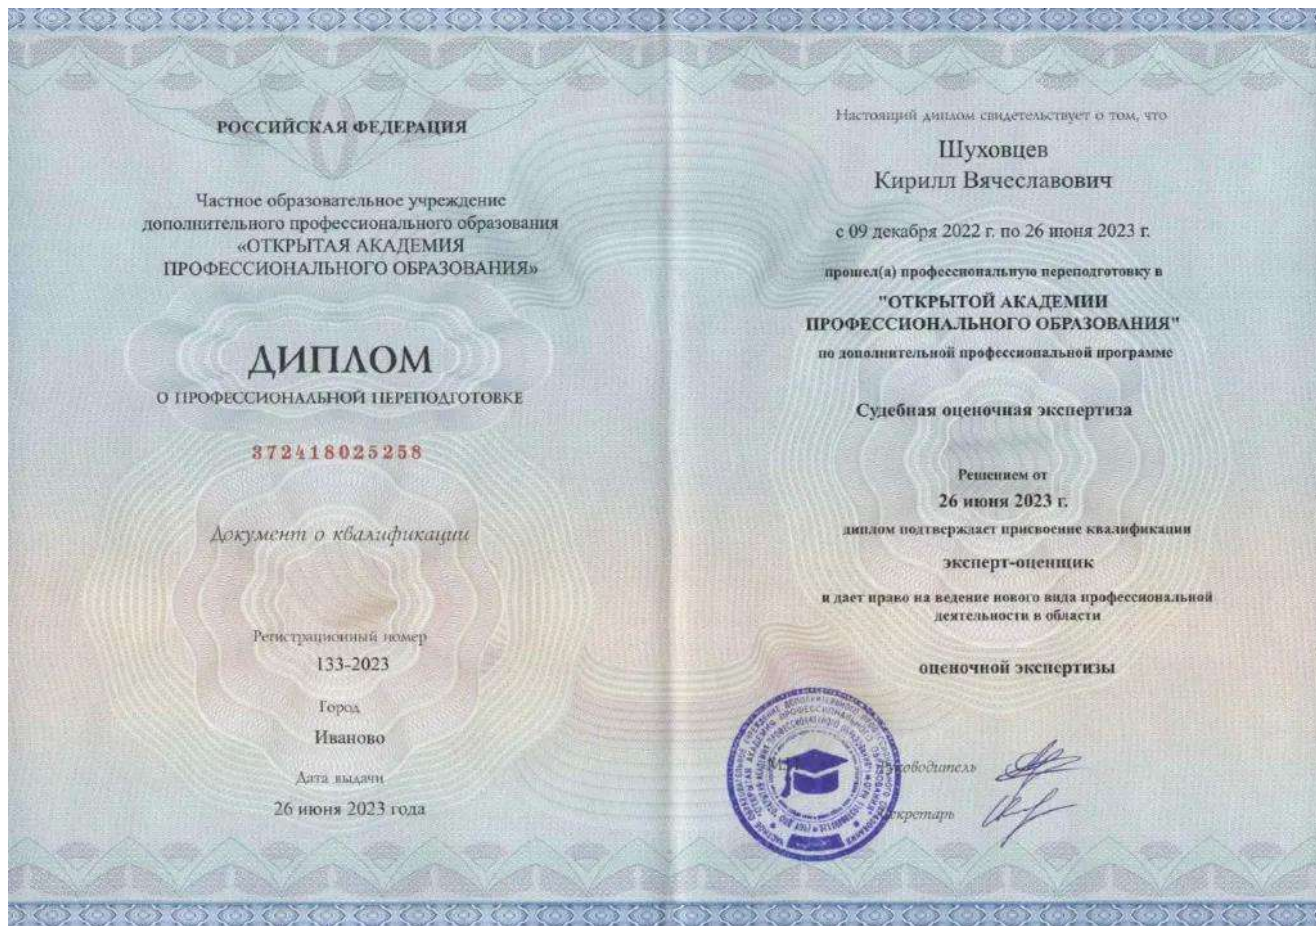 РОССИЙСКАЯ ФЕДЕРАЦИЯ
Частное образовательное учреждение
дополнительного профессионального образования
«ОТКРЫТАЯ АКАДЕМИЯ
ПРОФЕССИОНАЛЬНОГО ОБРАЗОВАНИЯ»
ДИПЛОМ
О ПРОФЕССИОНАЛЬНОЙ ПЕРЕПОДГОТОВКЕ
372418025258
Документ о квалификации
Регистрационный номер
133-2023
Город
Иваново
Дата выдачи
26 июня 2023 года
Настоящий диплом свидетельствует о том, что
Шуховцев
Кирилл Вячеславович
с 09 декабря 2022 г. по 26 июня 2023 г.
прошел(а) профессиональную переподготовку в
"ОТКРЫТОЙ АКАДЕМИИ
ПРОФЕССИОНАЛЬНОГО ОБРАЗОВАНИЯ"
по дополнительной профессиональной программе
Судебная оценочная экспертиза
Решением от
26 июня 2023 г.
диплом подтверждает присвоение квалификации
эксперт-оценщик
и дает право на ведение нового вида профессиональной
деятельности в области
оценочной экспертизы
Руководитель
Секретарь